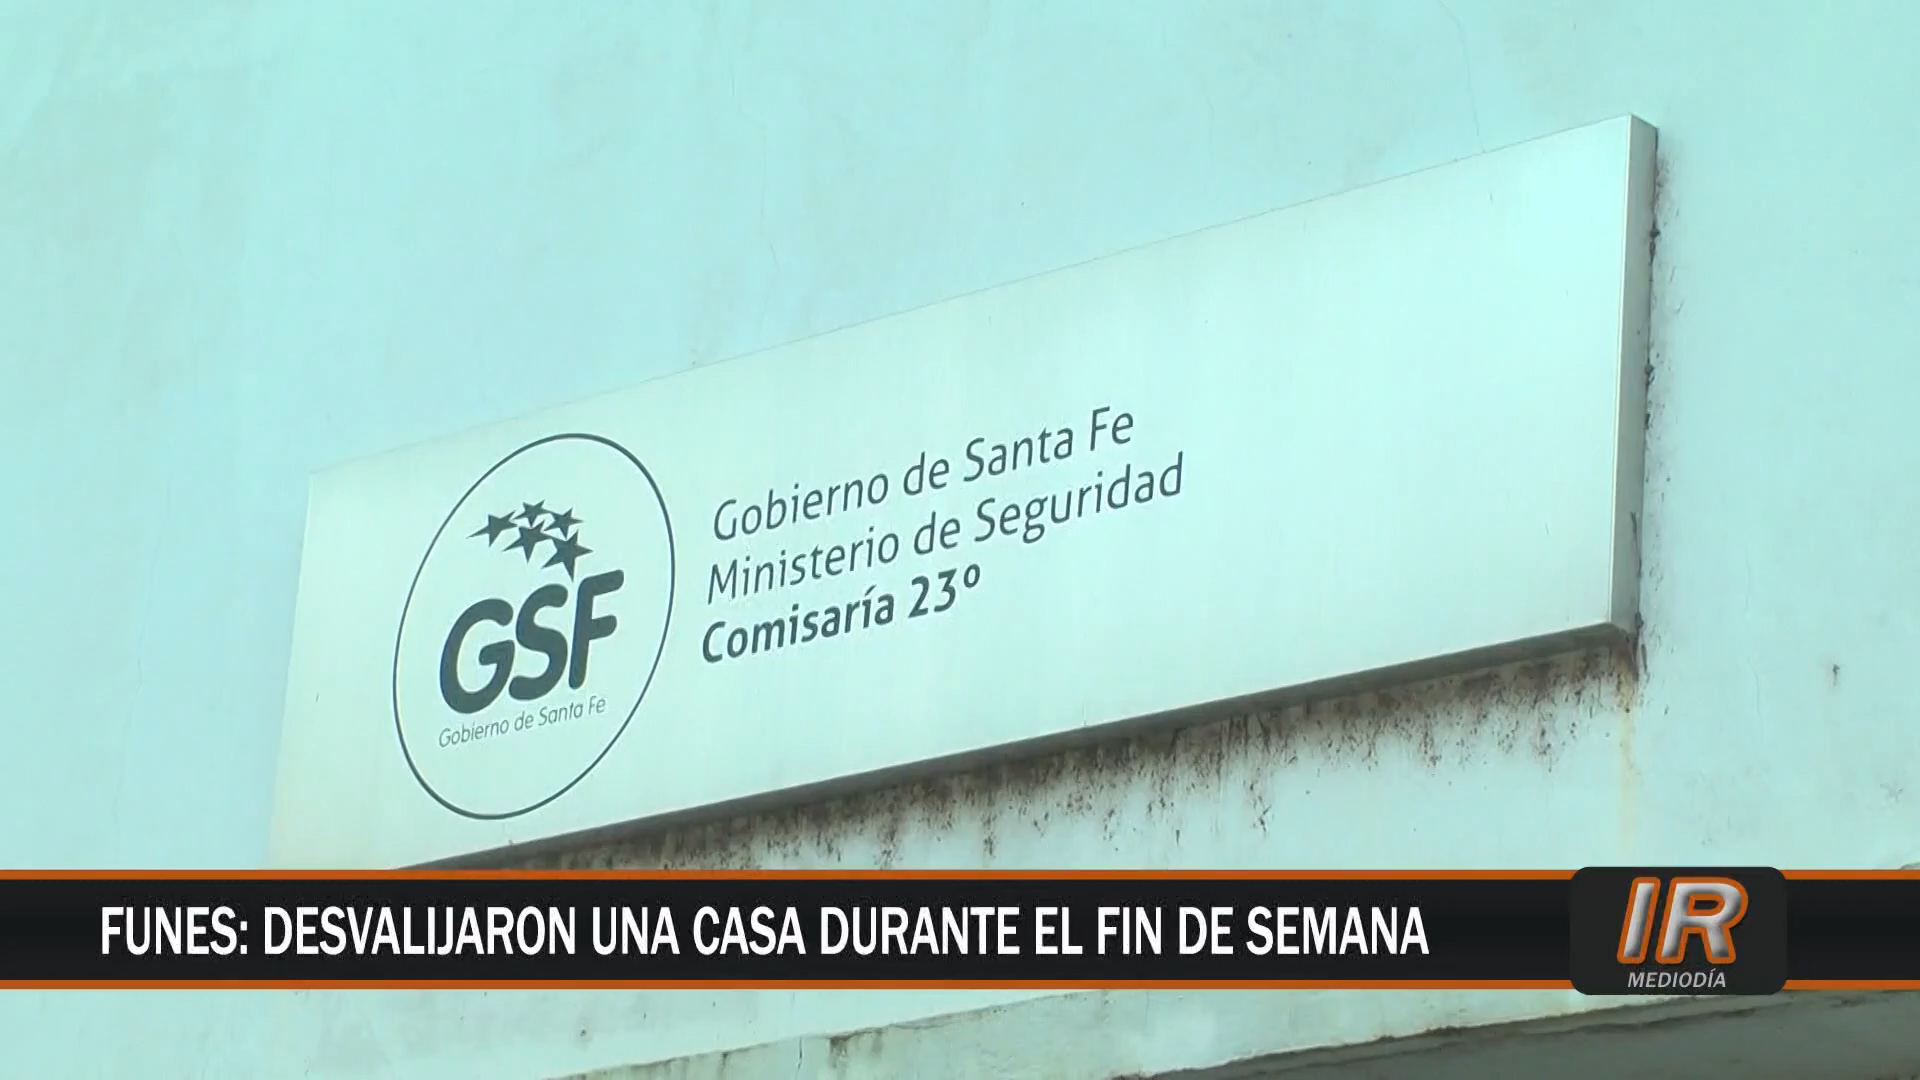 GSF
Gobierno de Santa Fe
Gobierno de Santa Fe
Ministerio de Seguridad
Comisaría 23º
FUNES: DESVALIJARON UNA CASA DURANTE EL FIN DE SEMANA
IR
MEDIODÍA